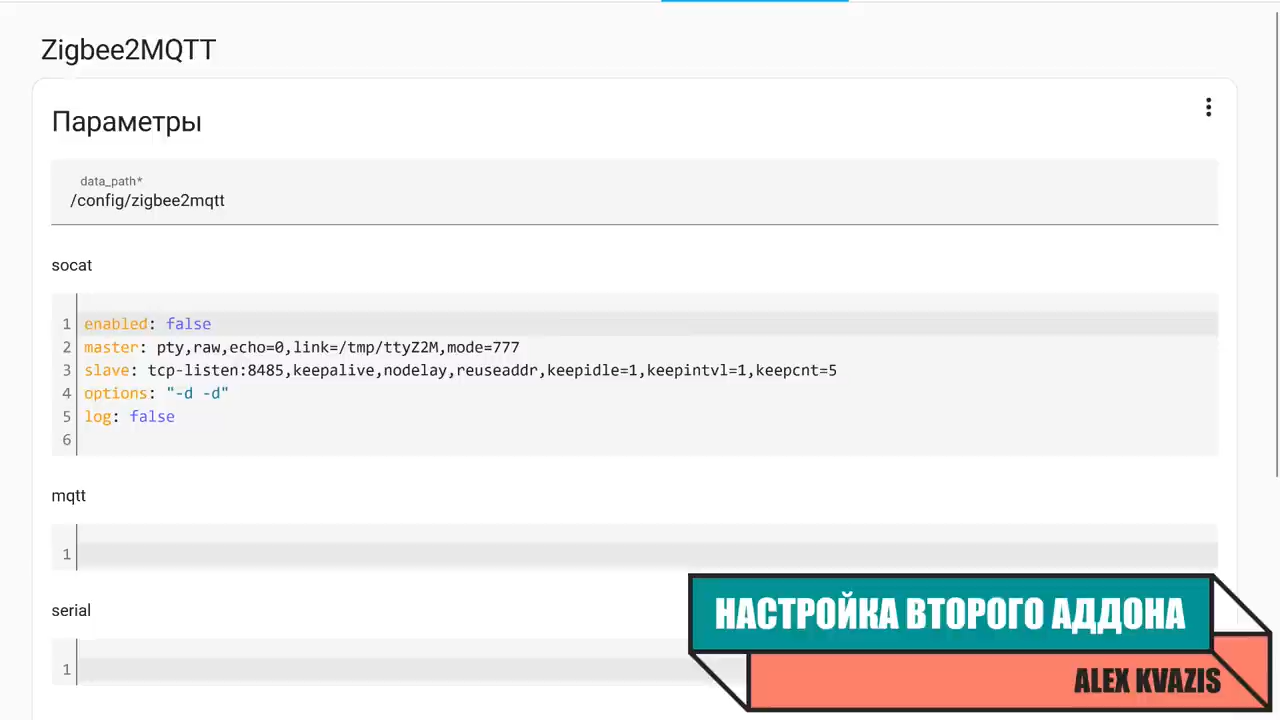 Zigbee2MQTT
Параметры
data_path*
/config/zigbee2mqtt
socat
1 enabled: false
2 master: pty,raw,echo=0,link=/tmp/ttyZ2M,mode=777
3 slave: tcp-listen:8485,keepalive,nodelay,reuseaddr,keepidle=1,keepintvl=1,keepcnt=5
4 options: "-d -d"
5 log: false
6
mqtt
1
serial
1
НАСТРОЙКА ВТОРОГО АДДОНА
ALEX KVAZIS